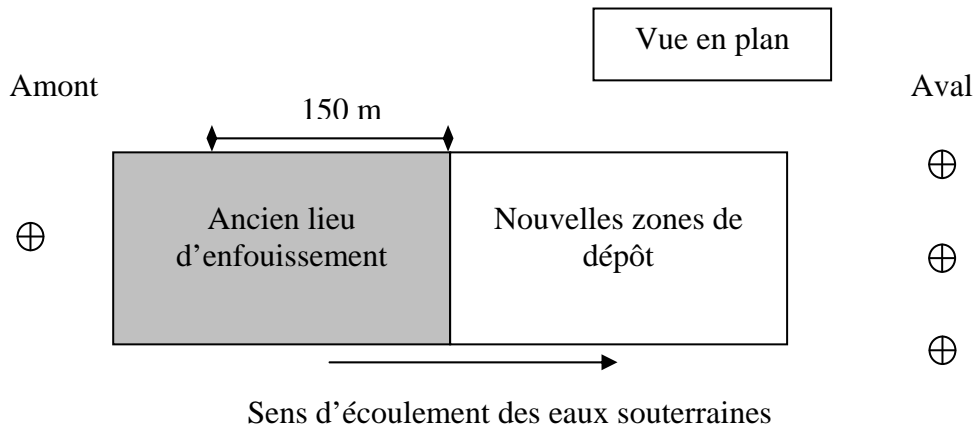 Vue en plan
Amont
Aval
150 m
Ancien lieu
d’enfouissement
Nouvelles zones de
dépôt
Sens d’écoulement des eaux souterraines